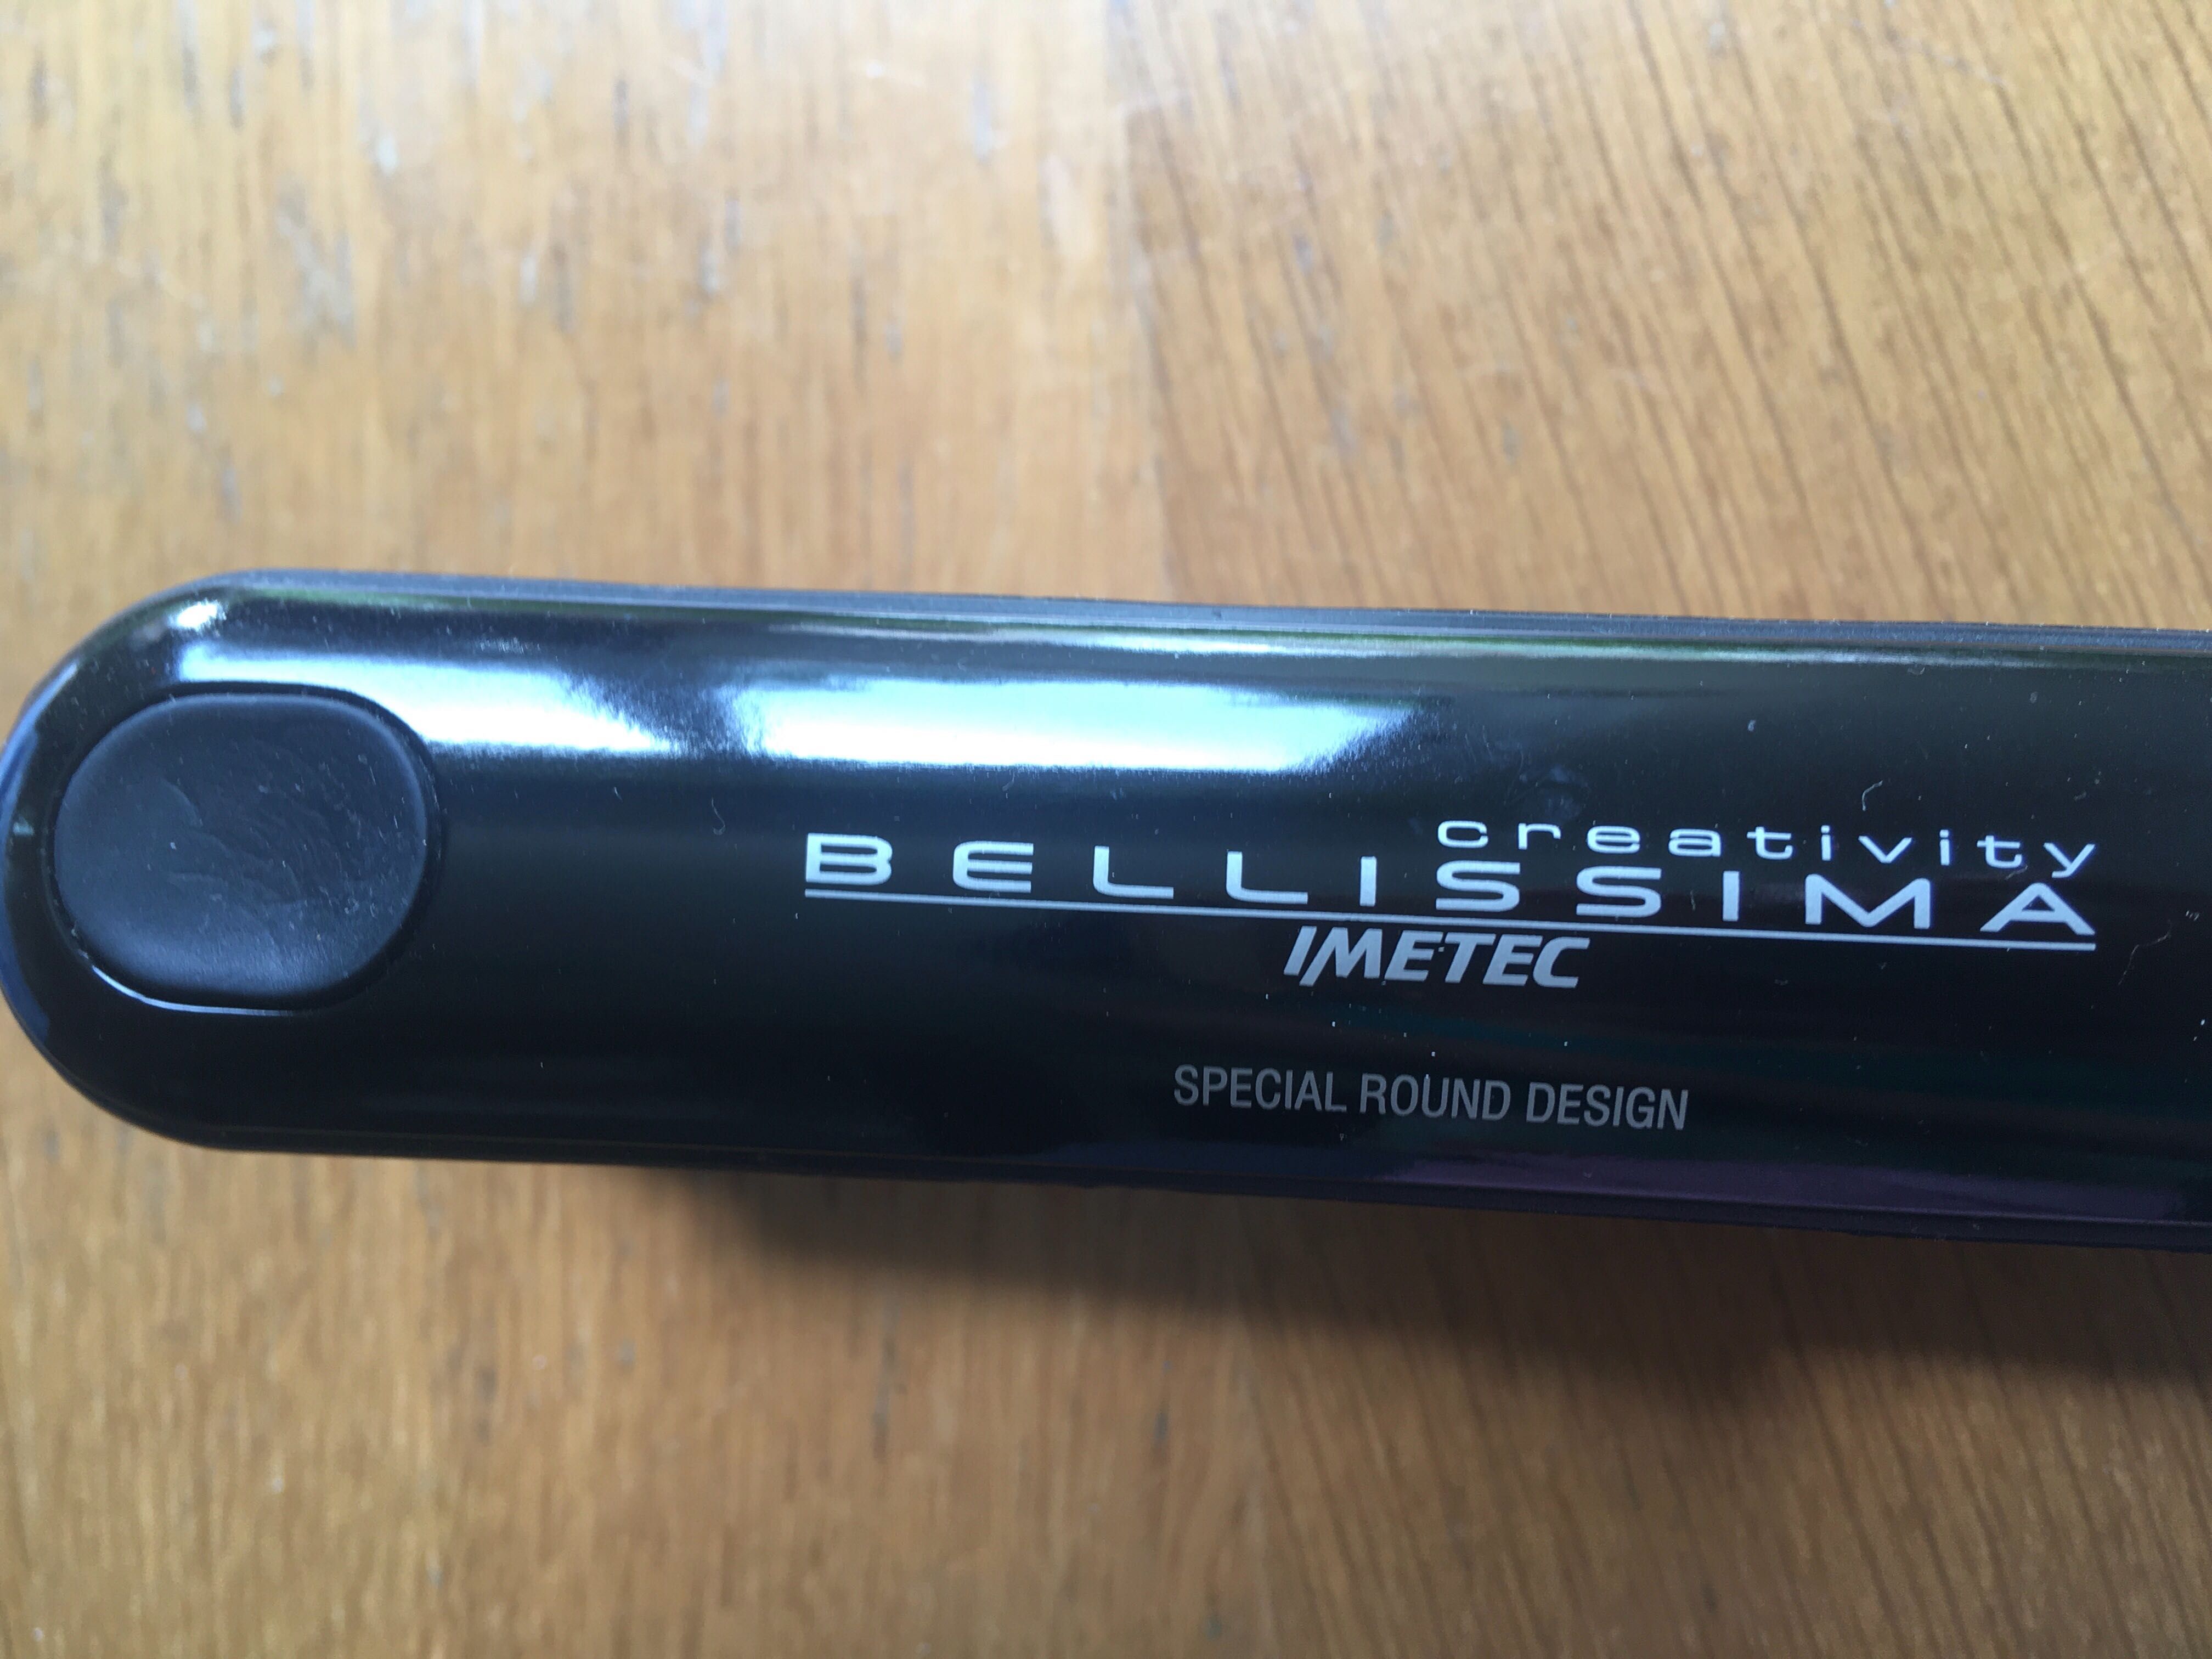 creativity
BELLISSIMA
IMETEC
SPECIAL ROUND DESIGN